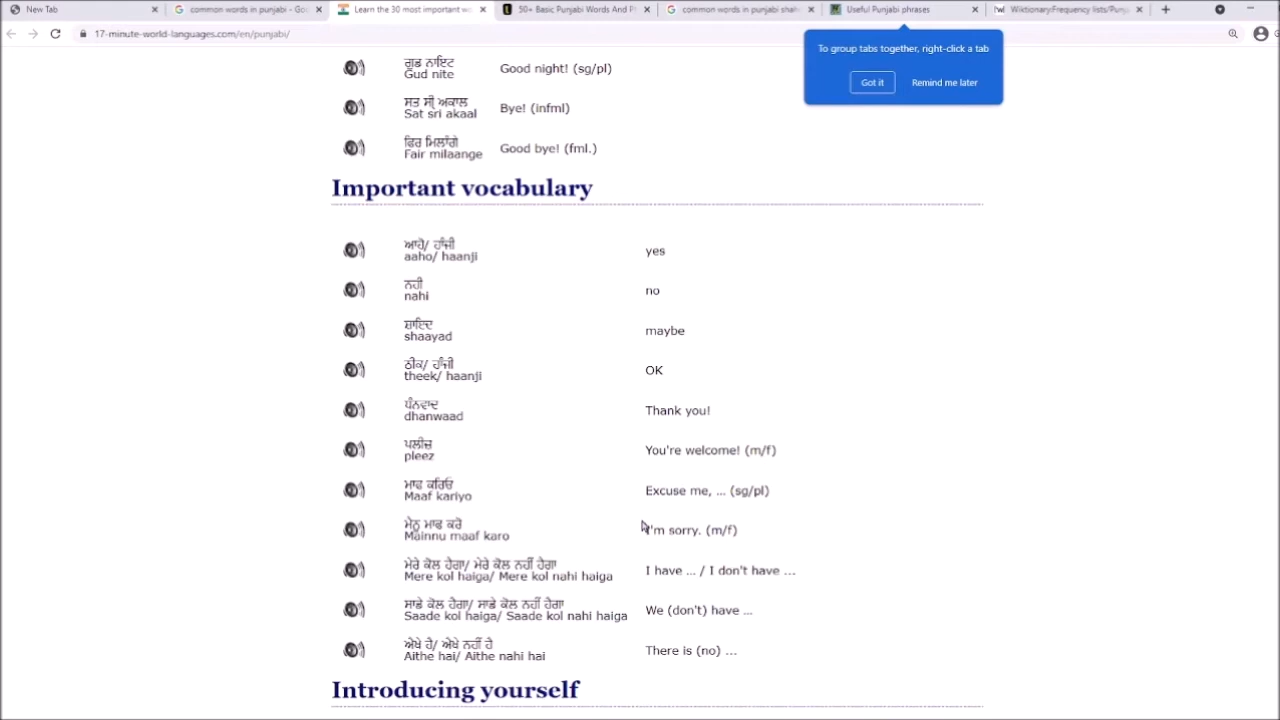 New Tab
common words in punjabi - Goo
Learn the 30 most important wo
50+ Basic Punjabi Words And P
common words in punjabi shah
Useful Punjabi phrases
Wiktionary:Frequency lists/Punja
17-minute-world-languages.com/en/punjabi/
To group tabs together, right-click a tab
Got it
Remind me later
ਗੁਡ ਨਾਇਟ
Gud nite
Good night! (sg/pl)
ਸਤ ਸ੍ਰੀ ਅਕਾਲ
Sat sri akaal
Bye! (infml)
ਫਿਰ ਮਿਲਾਂਗੇ
Fair milaange
Good bye! (fml.)
Important vocabulary
ਆਹੋ/ ਹਾਂਜੀ
aaho/ haanji
yes
ਨਹੀ
nahi
no
ਸ਼ਾਇਦ
shaayad
maybe
ਠੀਕ/ ਹਾਂਜੀ
theek/ haanji
OK
ਧੰਨਵਾਦ
dhanwaad
Thank you!
ਪਲੀਜ਼
pleez
You're welcome! (m/f)
ਮਾਫ ਕਰਿਓ
Maaf kariyo
Excuse me, ... (sg/pl)
ਮੇਨੂ ਮਾਫ ਕਰੋ
Mainnu maaf karo
I'm sorry. (m/f)
ਮੇਰੇ ਕੋਲ ਹੈਗਾ/ ਮੇਰੇ ਕੋਲ ਨਹੀਂ ਹੈਗਾ
Mere kol haiga/ Mere kol nahi haiga
I have ... / I don't have ...
ਸਾਡੇ ਕੋਲ ਹੈਗਾ/ ਸਾਡੇ ਕੋਲ ਨਹੀਂ ਹੈਗਾ
Saade kol haiga/ Saade kol nahi haiga
We (don't) have ...
ਐਥੇ ਹੈ/ ਐਥੇ ਨਹੀਂ ਹੈ
Aithe hai/ Aithe nahi hai
There is (no) ...
Introducing yourself